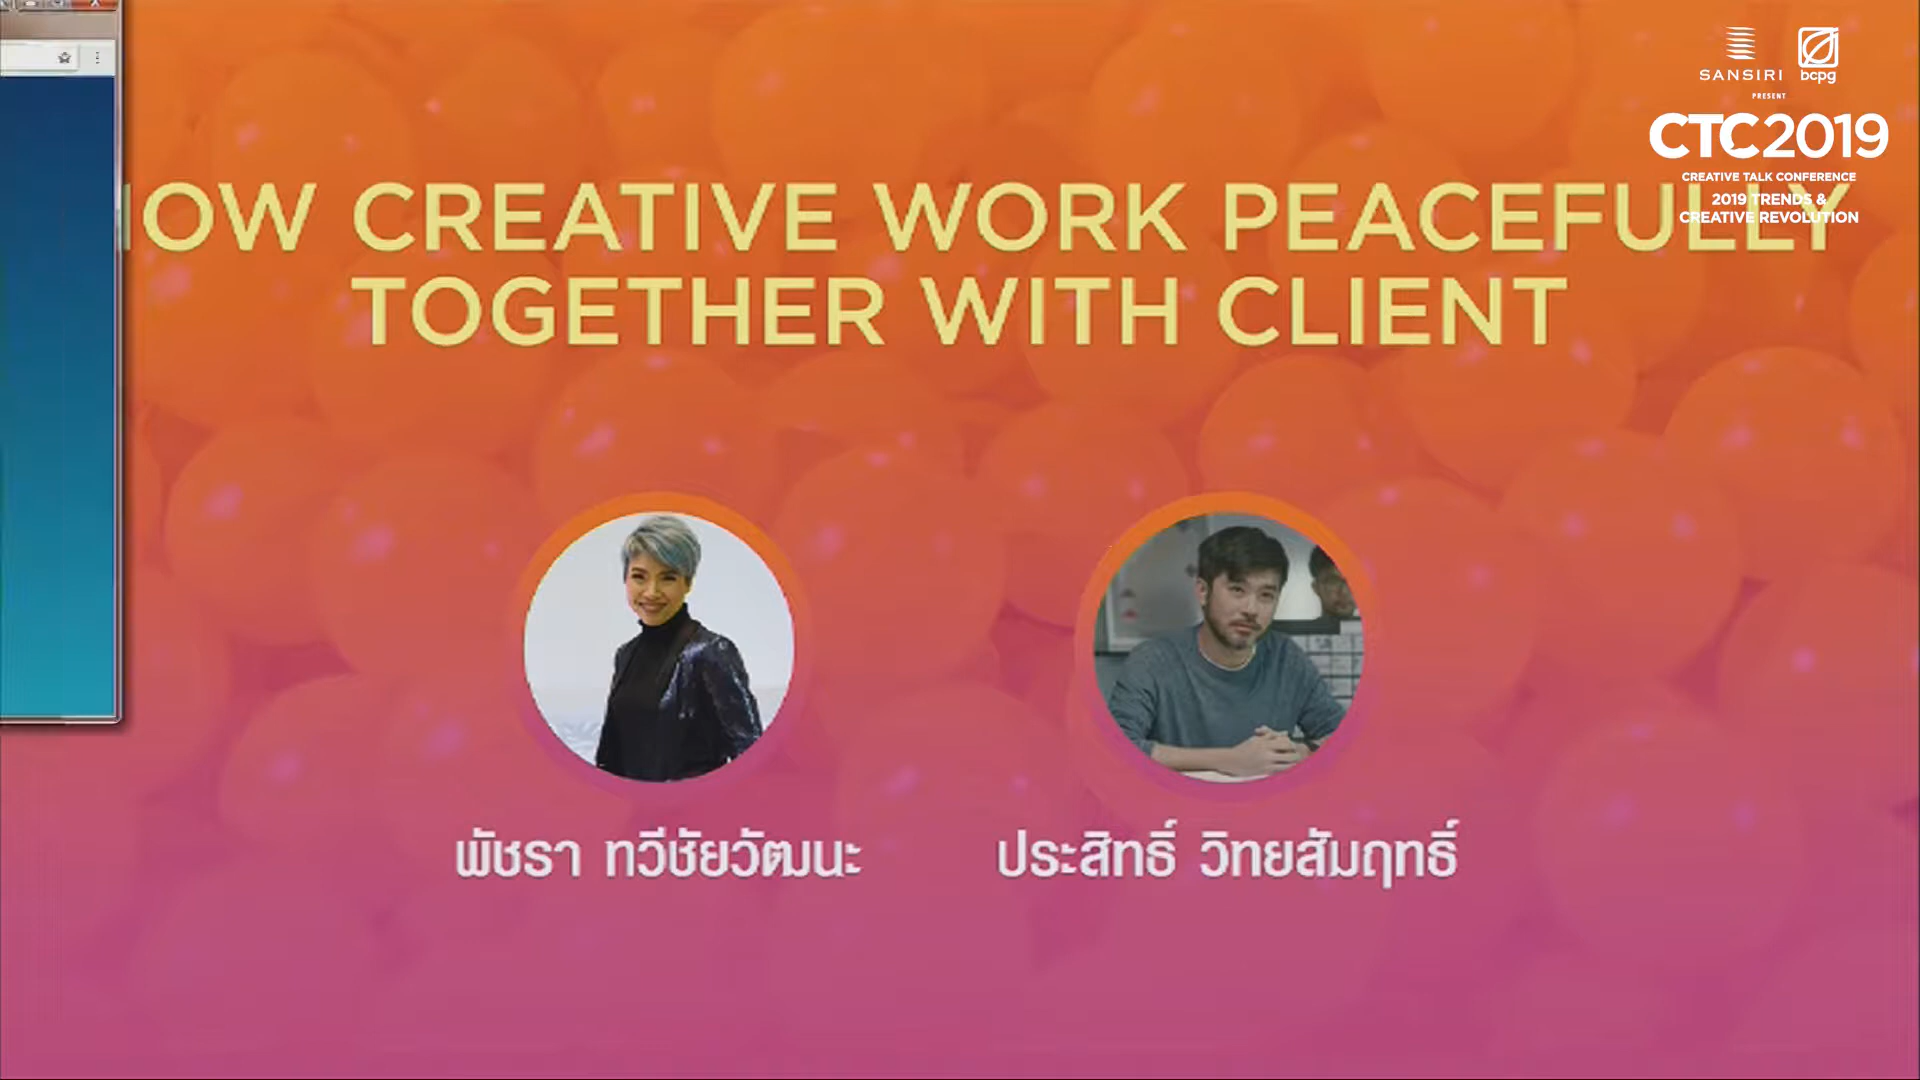 SANSIRI
bcpg
PRESENT
CTC2019
CREATIVE TALK CONFERENCE
2019 TRENDS &
CREATIVE REVOLUTION
HOW CREATIVE WORK PEACEFULLY
TOGETHER WITH CLIENT
พัชรา ทวีชัยวัฒนะ
ประสิทธิ์ วิทยสัมฤทธิ์